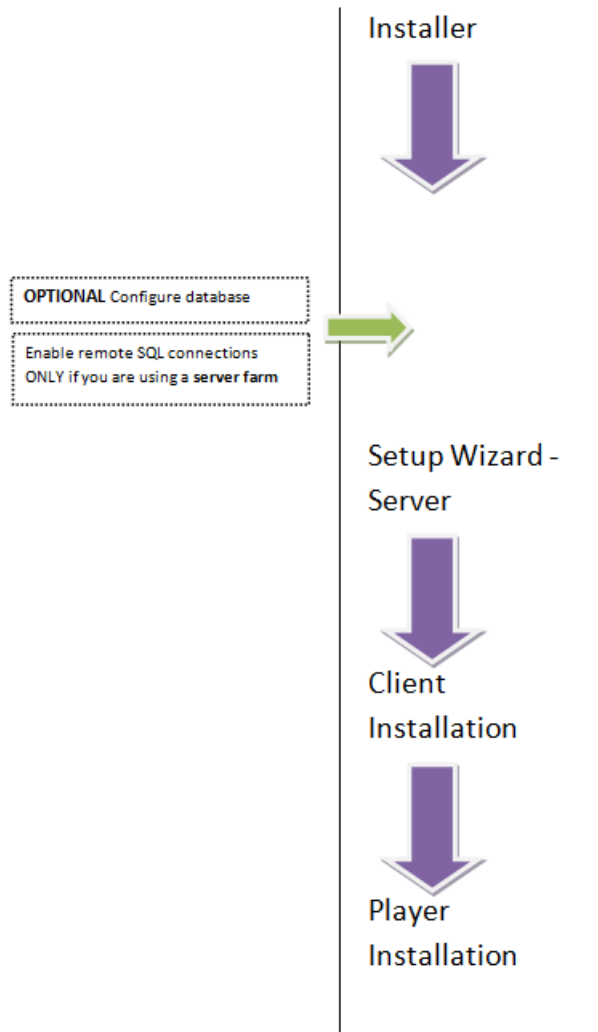 Installer
OPTIONAL Configure database
Enable remote SQL connections
ONLY if you are using a server farm
Setup Wizard -
Server
Client
Installation
Player
Installation